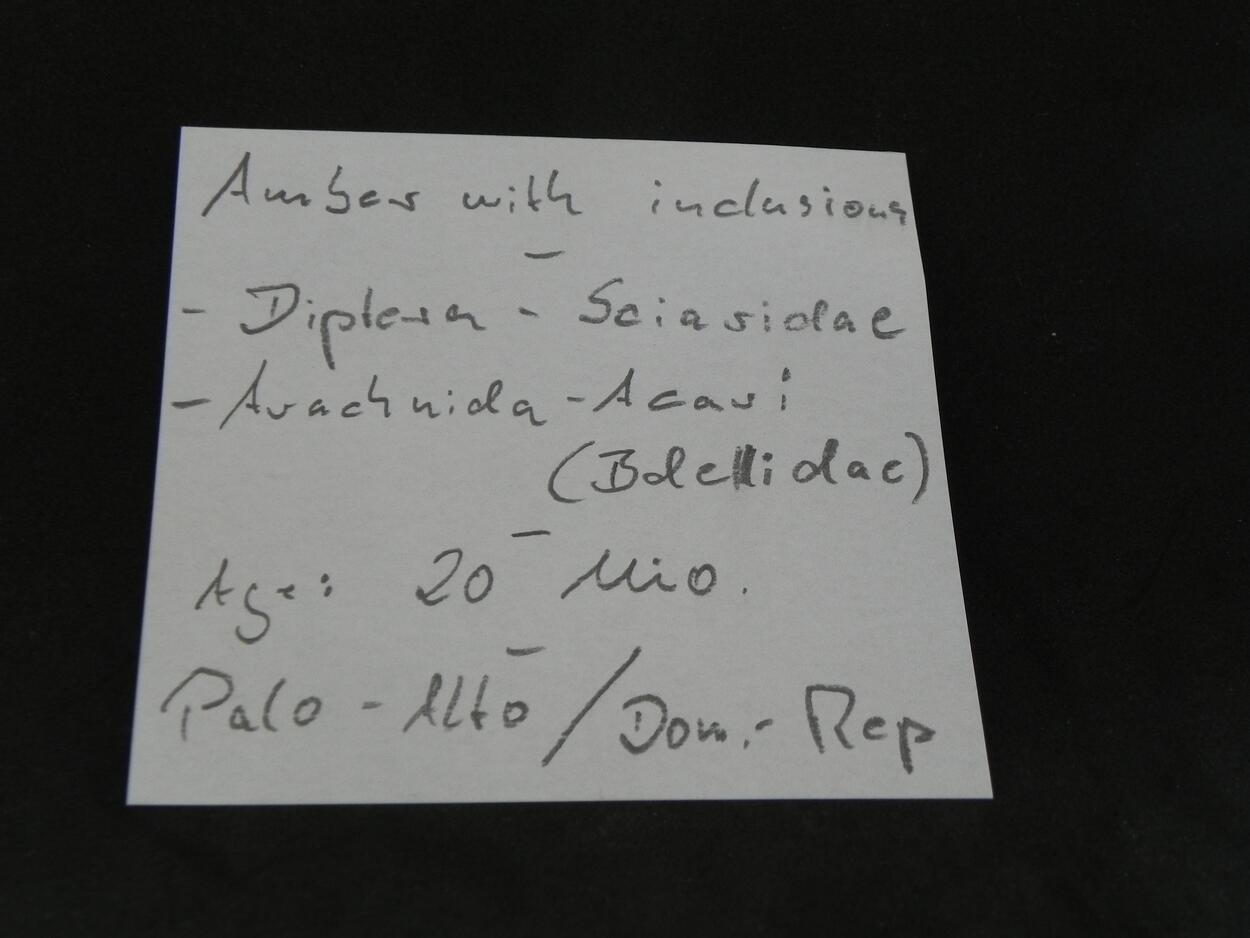 Amber with inclusions
–
- Diptera - Sciaridae
- Arachnida - Acari
(Bdellidae)
–
Age: 20 Mio.
–
Palo - Alto / Dom.- Rep